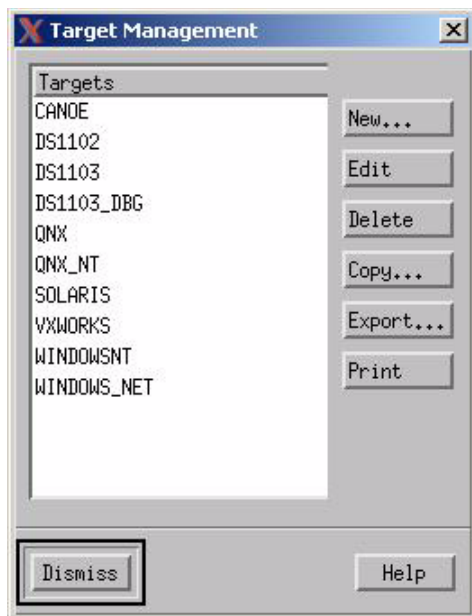 Target Management
Targets
CANOE
DS1102
DS1103
DS1103_DBG
QNX
QNX_NT
SOLARIS
VXWORKS
WINDOWSNT
WINDOWS_NET
New...
Edit
Delete
Copy...
Export...
Print
Dismiss
Help